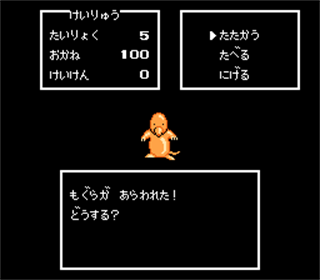 けいりゅう
たいりょく 5
おかね 100
けいけん 0
▶たたかう
たべる
にげる
もぐらが あらわれた!
どうする?